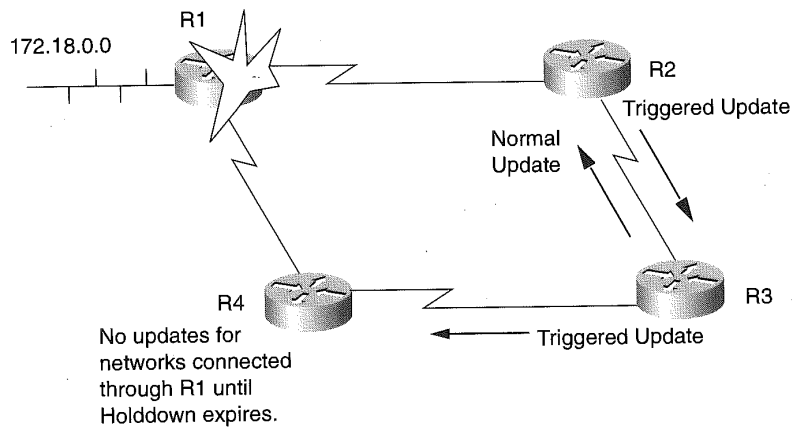 R1
172.18.0.0
R2
Triggered Update
Normal
Update
R4
R3
No updates for
networks connected
through R1 until
Holddown expires.
Triggered Update